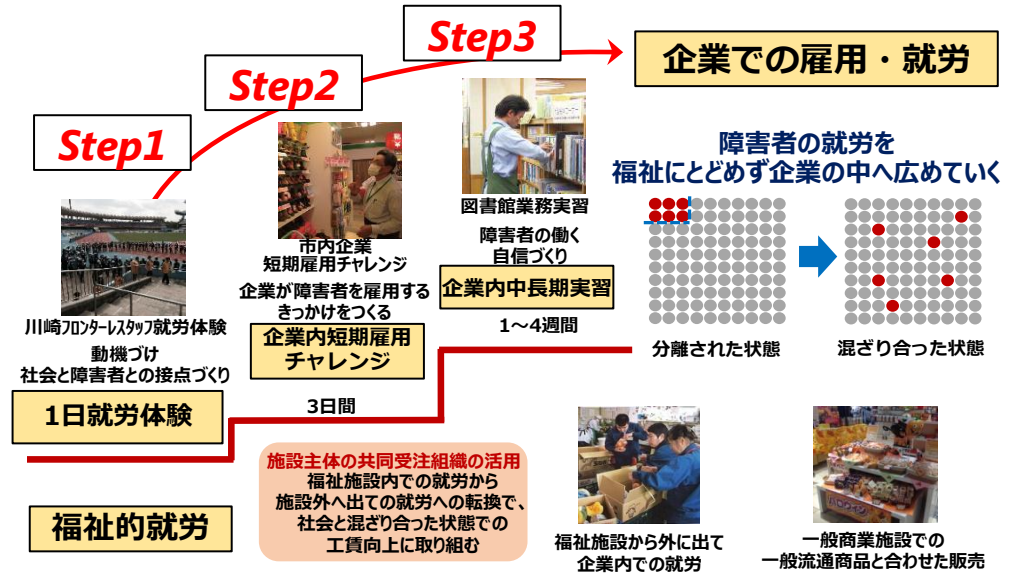 Step1
Step2
Step3
企業での雇用・就労
障害者の就労を
福祉にとどめず企業の中へ広めていく
分離された状態
混ざり合った状態
川崎フロンターレスタッフ就労体験
動機づけ
社会と障害者との接点づくり
1日就労体験
市内企業
短期雇用チャレンジ
企業が障害者を雇用する
きっかけをつくる
企業内短期雇用
チャレンジ
3日間
図書館業務実習
障害者の働く
自信づくり
企業内中長期実習
1～4週間
福祉的就労
施設主体の共同受注組織の活用
福祉施設内での就労から
施設外へ出ての就労への転換で、
社会と混ざり合った状態での
工賃向上に取り組む
福祉施設から外に出て
企業内での就労
ハロウィン
一般商業施設での
一般流通商品と合わせた販売